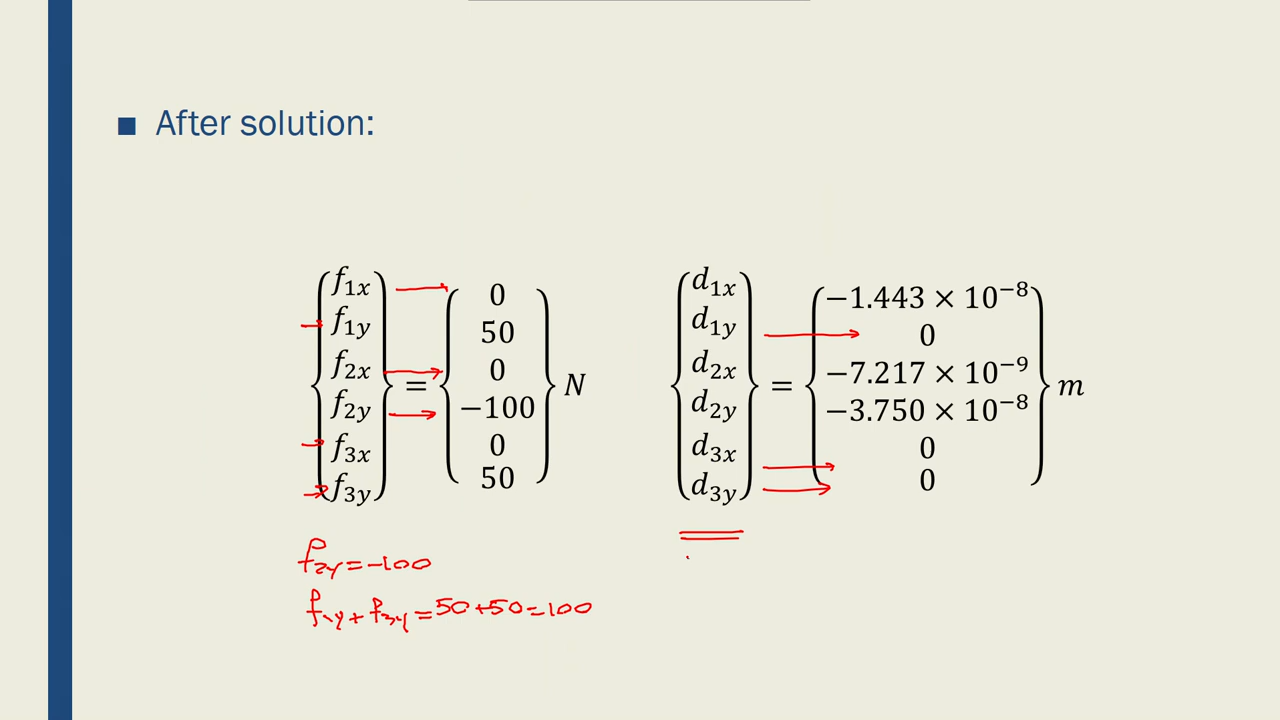 ■ After solution:
{f1x f1y f2x f2y f3x f3y} = {0 50 0 −100 0 50} N
{d1x d1y d2x d2y d3x d3y} = {−1.443 × 10⁻⁸ 0 −7.217 × 10⁻⁹ −3.750 × 10⁻⁸ 0 0} m
f2y = -100
f1y + f3y = 50 + 50 = 100